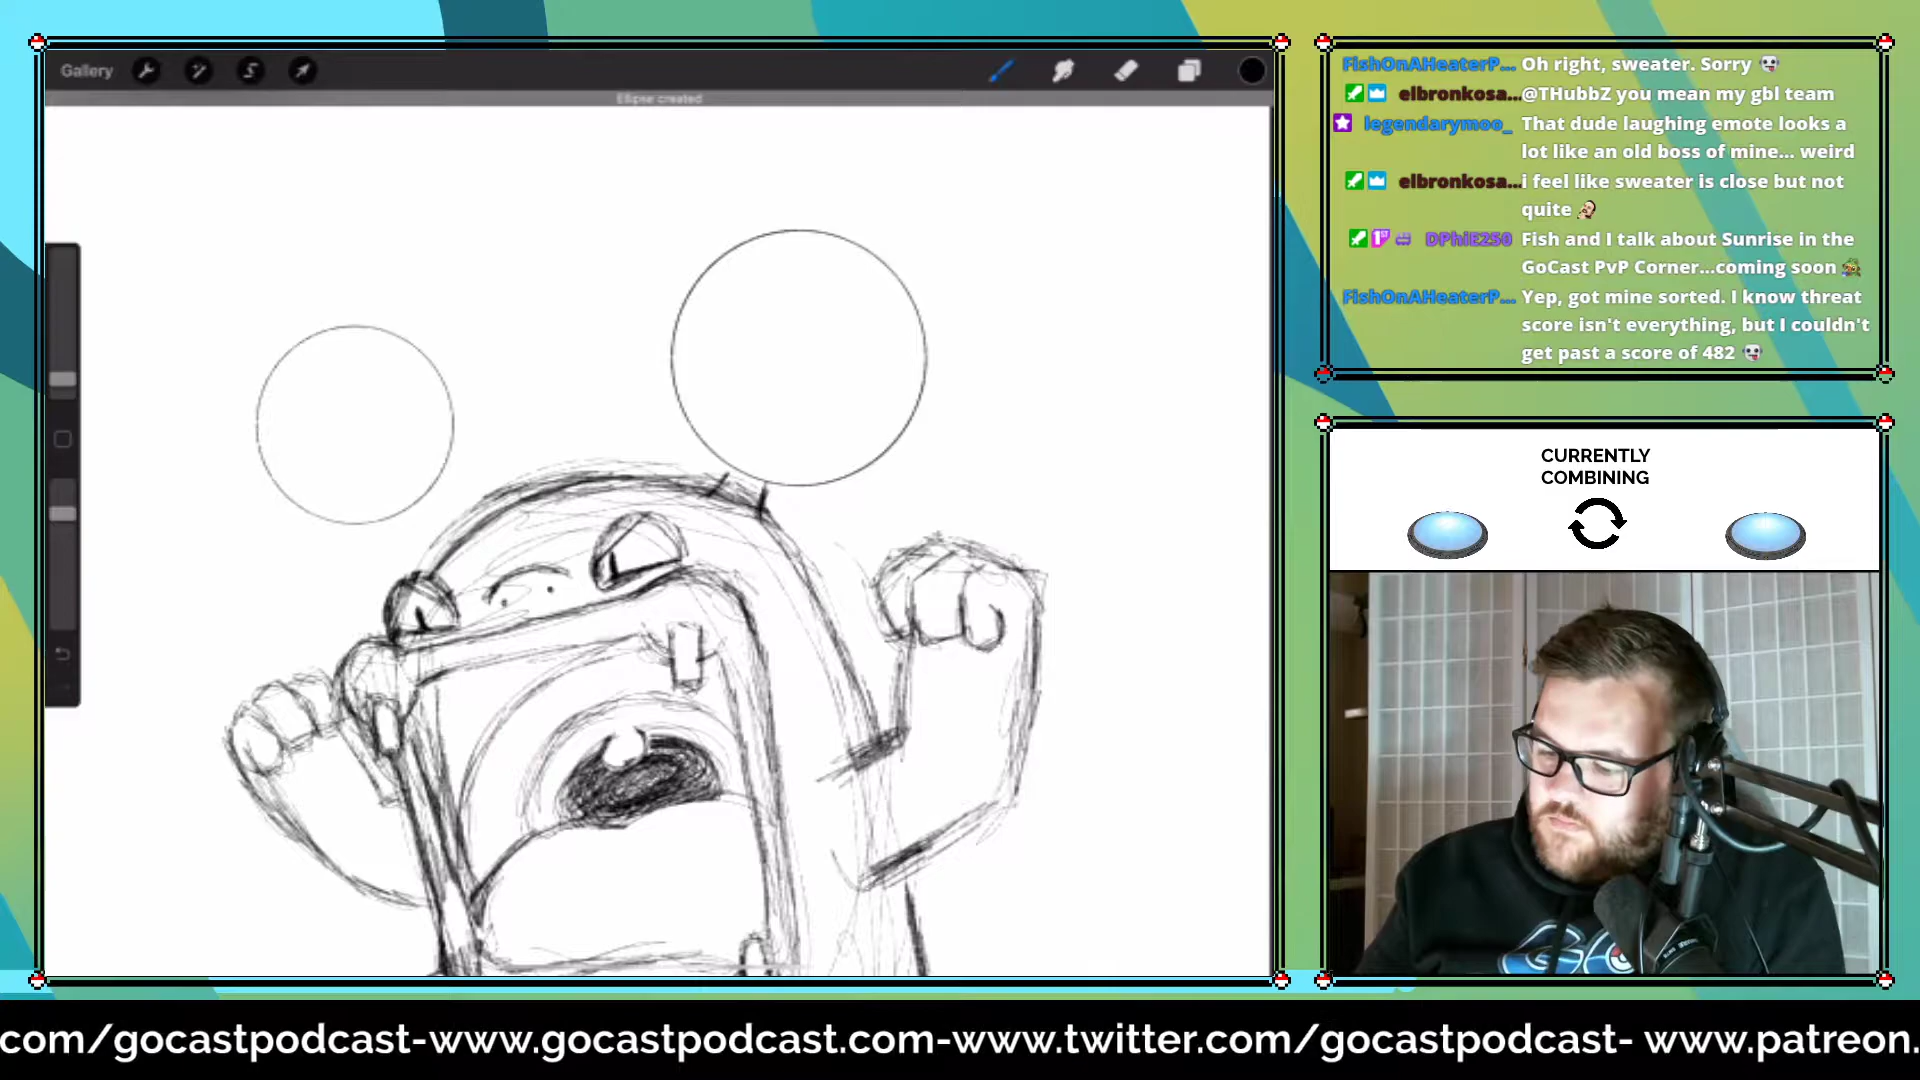 Gallery
Ellipse created
FishOnAHeaterP... Oh right, sweater. Sorry
elbronkosa... @THubbZ you mean my gbl team
legendarymoo_ That dude laughing emote looks a
lot like an old boss of mine... weird
elbronkosa... i feel like sweater is close but not
quite
DPhiE250 Fish and I talk about Sunrise in the
GoCast PvP Corner...coming soon
FishOnAHeaterP... Yep, got mine sorted. I know threat
score isn't everything, but I couldn't
get past a score of 482
CURRENTLY
COMBINING
com/gocastpodcast-www.gocastpodcast.com-www.twitter.com/gocastpodcast- www.patreon.